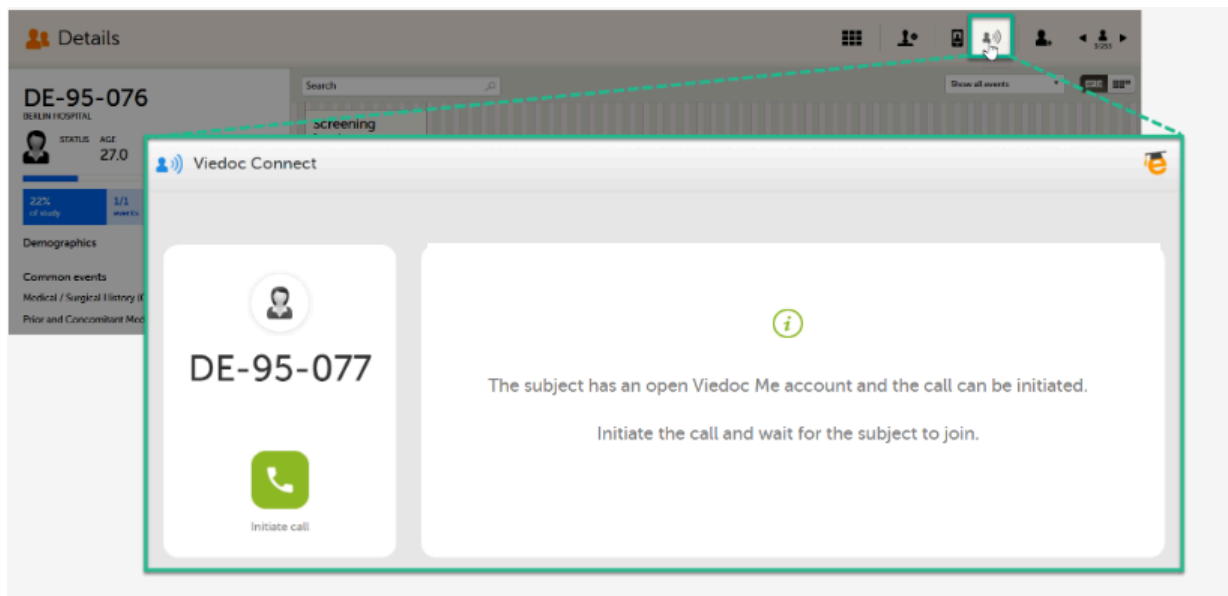 Details
3/253
Search
Show all events
DE-95-076
BERLIN HOSPITAL
Screening
STATUS AGE
27.0
Viedoc Connect
22%
of study
1/1
events
Demographics
Common events
Medical / Surgical History (
Prior and Concomitant Med
DE-95-077
The subject has an open Viedoc Me account and the call can be initiated.
Initiate the call and wait for the subject to join.
Initiate call